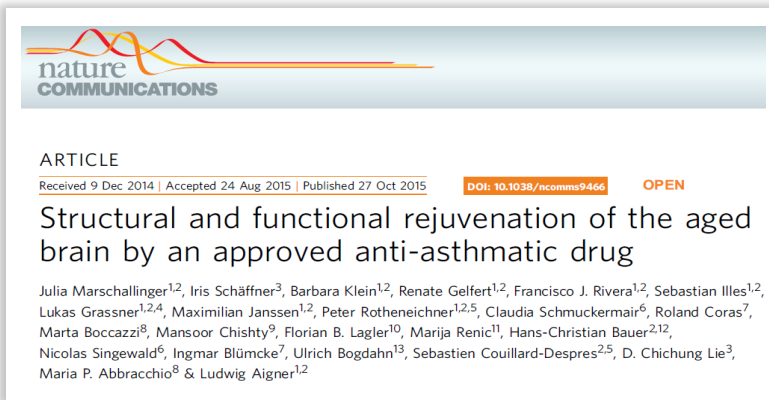 nature
COMMUNICATIONS
ARTICLE
Received 9 Dec 2014 | Accepted 24 Aug 2015 | Published 27 Oct 2015 DOI: 10.1038/ncomms9466 OPEN
Structural and functional rejuvenation of the aged
brain by an approved anti-asthmatic drug
Julia Marschallinger1,2, Iris Schäffner3, Barbara Klein1,2, Renate Gelfert1,2, Francisco J. Rivera1,2, Sebastian Illes1,2,
Lukas Grassner1,2,4, Maximilian Janssen1,2, Peter Rotheneichner1,2,5, Claudia Schmuckermair6, Roland Coras7,
Marta Boccazzi8, Mansoor Chishty9, Florian B. Lagler10, Marija Renic11, Hans-Christian Bauer2,12,
Nicolas Singewald6, Ingmar Blümcke7, Ulrich Bogdahn13, Sebastien Couillard-Despres2,5, D. Chichung Lie3,
Maria P. Abbracchio8 & Ludwig Aigner1,2